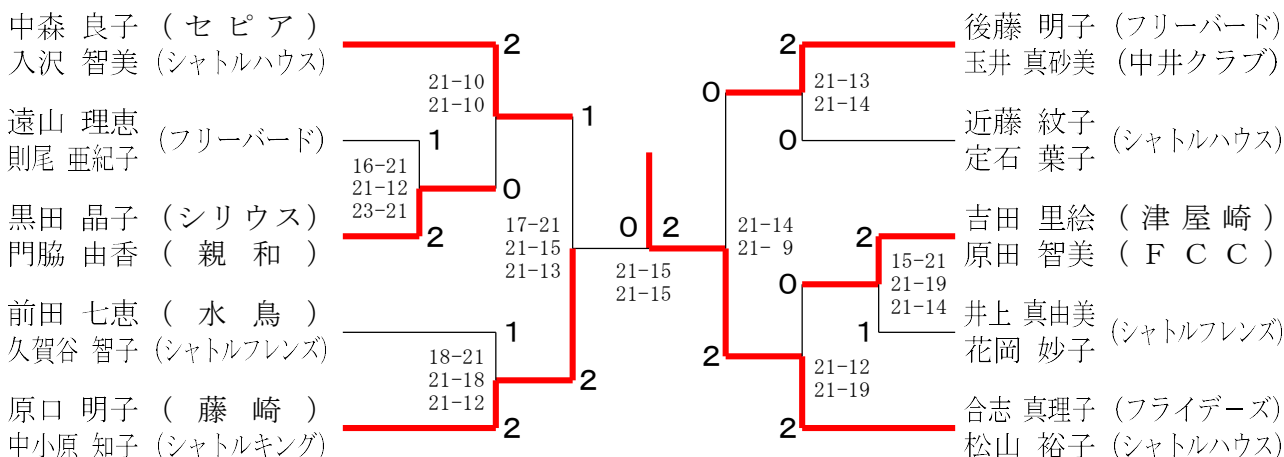 中森 良子 ( セ ピ ア )
入沢 智美 (シャトルハウス)
2
21-10
21-10
遠山 理恵
則尾 亜紀子
(フリーバード)
1
16-21
21-12
23-21
0
黒田 晶子 (シリウス)
門脇 由香 ( 親 和 )
2
1
17-21
21-15
21-13
前田 七恵 ( 水 鳥 )
久賀谷 智子 (シャトルフレンズ)
1
18-21
21-18
21-12
2
原口 明子 ( 藤 崎 )
中小原 知子 (シャトルキング)
2
0 2
21-15
21-15
後藤 明子 (フリーバード)
玉井 真砂美 (中井クラブ)
2
21-13
21-14
0
近藤 紋子
定石 葉子
(シャトルハウス)
0
21-14
21- 9
吉田 里絵 ( 津 屋 崎 )
原田 智美 ( F C C )
2
15-21
21-19
21-14
0
井上 真由美
花岡 妙子
(シャトルフレンズ)
1
2
21-12
21-19
合志 真理子 (フライデーズ)
松山 裕子 (シャトルハウス)
2